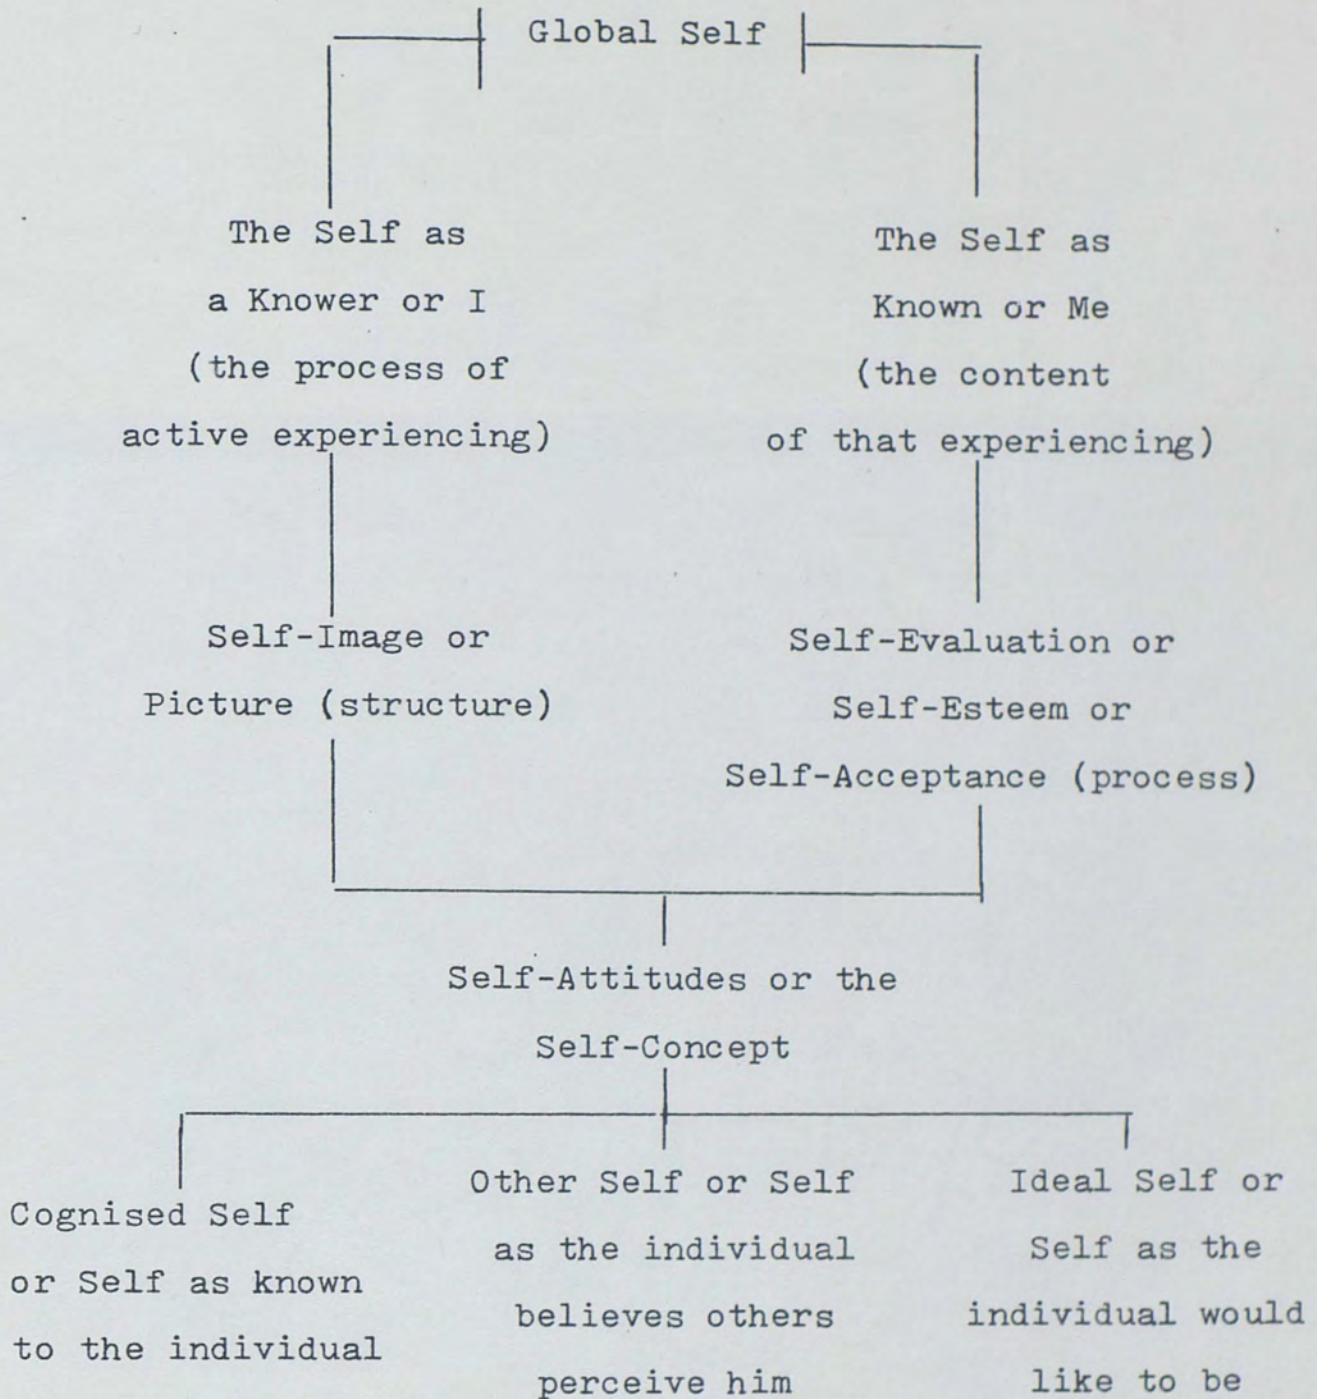 Global Self
The Self as
a Knower or I
(the process of
active experiencing)
The Self as
Known or Me
(the content
of that experiencing)
Self-Image or
Picture (structure)
Self-Evaluation or
Self-Esteem or
Self-Acceptance (process)
Self-Attitudes or the
Self-Concept
Cognised Self
or Self as known
to the individual
Other Self or Self
as the individual
believes others
perceive him
Ideal Self or
Self as the
individual would
like to be